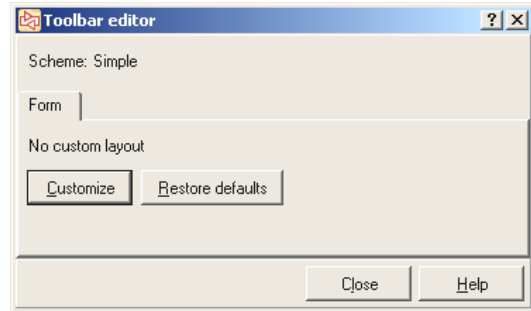 Toolbar editor
Scheme: Simple
Form
No custom layout
Customize Restore defaults
Close Help